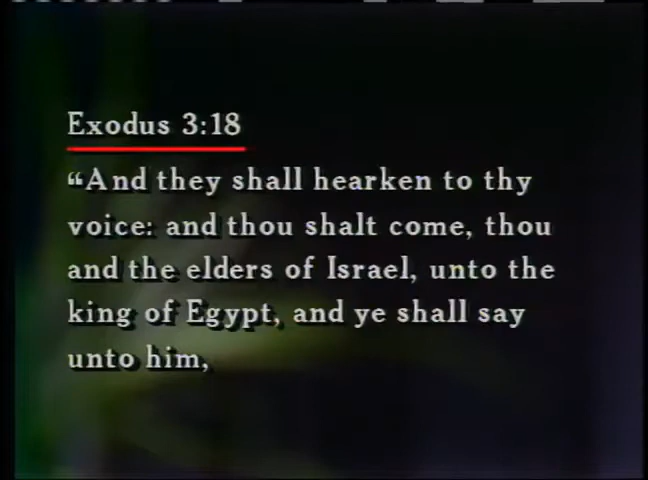 Exodus 3:18
“And they shall hearken to thy
voice: and thou shalt come, thou
and the elders of Israel, unto the
king of Egypt, and ye shall say
unto him,